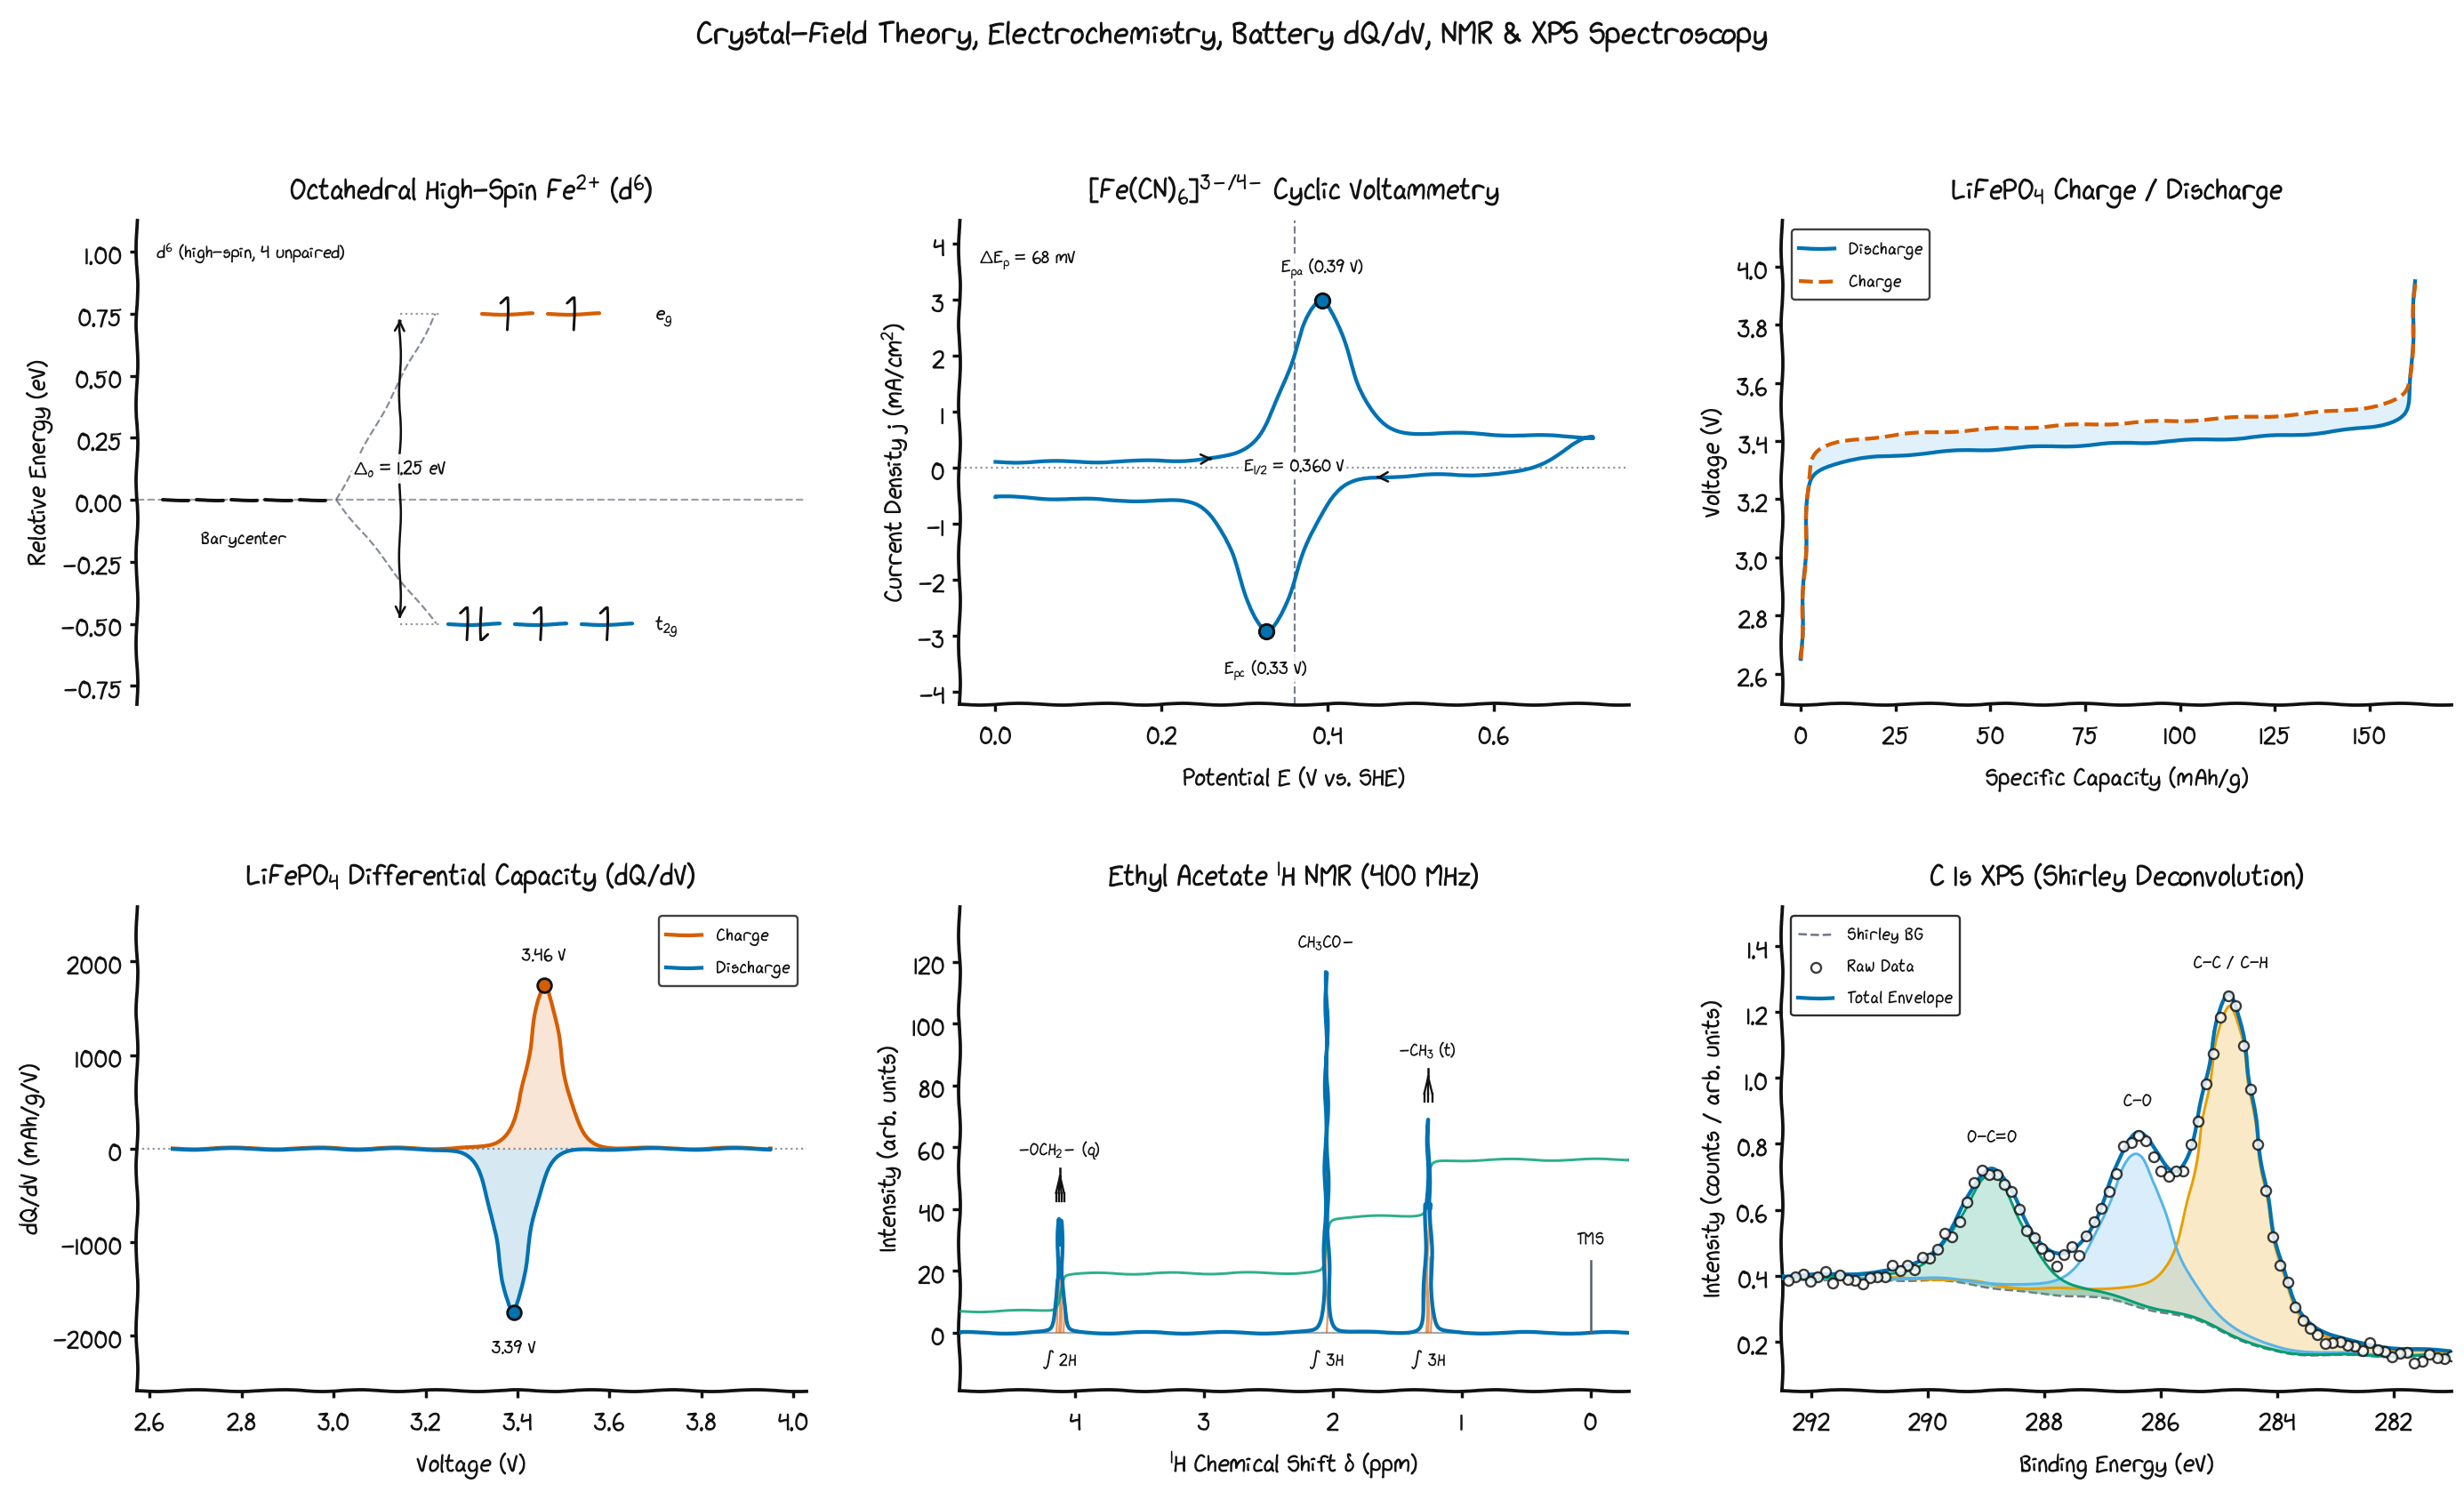 Crystal-Field Theory, Electrochemistry, Battery dQ/dV, NMR & XPS Spectroscopy
Octahedral High-Spin Fe²⁺ (d⁶)
d⁶ (high-spin, 4 unpaired)
1.00
0.75
0.50
0.25
0.00
−0.25
−0.50
−0.75
Relative Energy (eV)
e_g
Δₒ = 1.25 eV
Barycenter
t₂g
[Fe(CN)₆]³⁻/⁴⁻ Cyclic Voltammetry
ΔEₚ = 68 mV
Eₚₐ (0.39 V)
E₁/₂ = 0.360 V
E_pc (0.33 V)
4
3
2
1
0
−1
−2
−3
−4
Current Density j (mA/cm²)
0.0
0.2
0.4
0.6
Potential E (V vs. SHE)
LiFePO₄ Charge / Discharge
Discharge
Charge
4.0
3.8
3.6
3.4
3.2
3.0
2.8
2.6
Voltage (V)
0
25
50
75
100
125
150
Specific Capacity (mAh/g)
LiFePO₄ Differential Capacity (dQ/dV)
Charge
Discharge
3.46 V
3.39 V
2000
1000
0
−1000
−2000
dQ/dV (mAh/g/V)
2.6
2.8
3.0
3.2
3.4
3.6
3.8
4.0
Voltage (V)
Ethyl Acetate ¹H NMR (400 MHz)
CH₃CO−
−CH₃ (t)
−OCH₂− (q)
TMS
∫ 2H
∫ 3H
∫ 3H
120
100
80
60
40
20
0
Intensity (arb. units)
4
3
2
1
0
¹H Chemical Shift δ (ppm)
C 1s XPS (Shirley Deconvolution)
Shirley BG
Raw Data
Total Envelope
C-C / C-H
C-O
O-C=O
1.4
1.2
1.0
0.8
0.6
0.4
0.2
Intensity (counts / arb. units)
292
290
288
286
284
282
Binding Energy (eV)